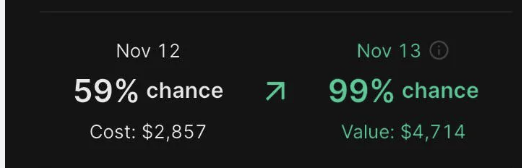 Nov 12
59% chance
Cost: $2,857
Nov 13
99% chance
Value: $4,714